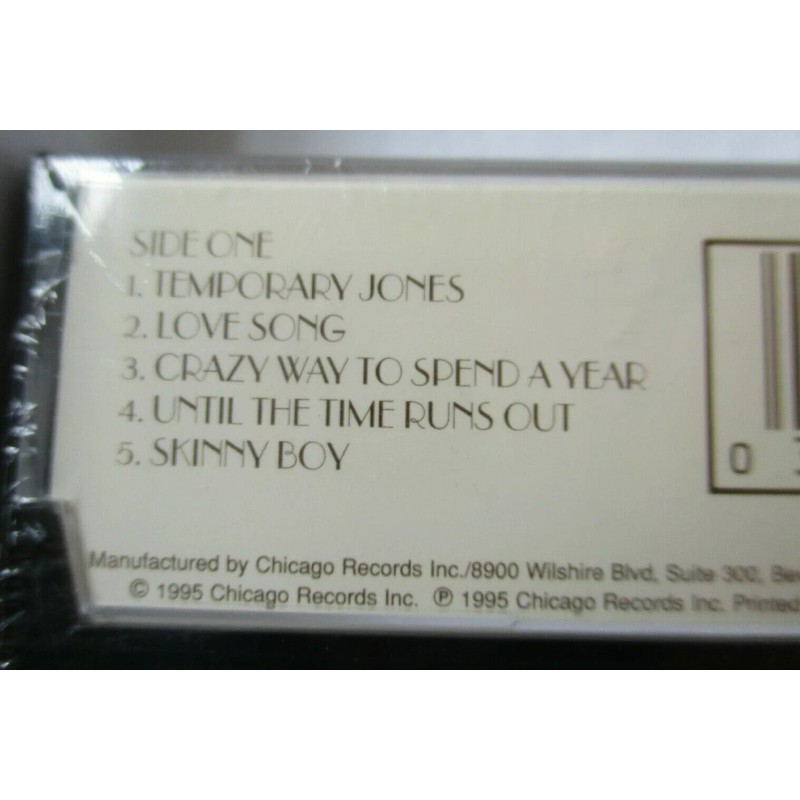 SIDE ONE
1. TEMPORARY JONES
2. LOVE SONG
3. CRAZY WAY TO SPEND A YEAR
4. UNTIL THE TIME RUNS OUT
5. SKINNY BOY
0
Manufactured by Chicago Records Inc./8900 Wilshire Blvd, Suite 300,
© 1995 Chicago Records Inc. ℗ 1995 Chicago Records Inc. Printed